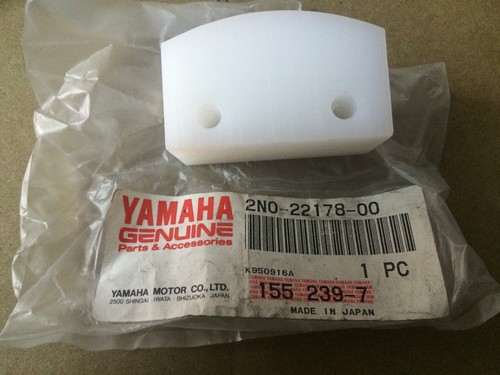 YAMAHA
GENUINE
Parts & Accessories
YAMAHA MOTOR CO., LTD.
2500 SHINGAI IWATA SHIZUOKA JAPAN
2N0-22178-00
K950916A
1 PC
155 239-7
MADE IN JAPAN